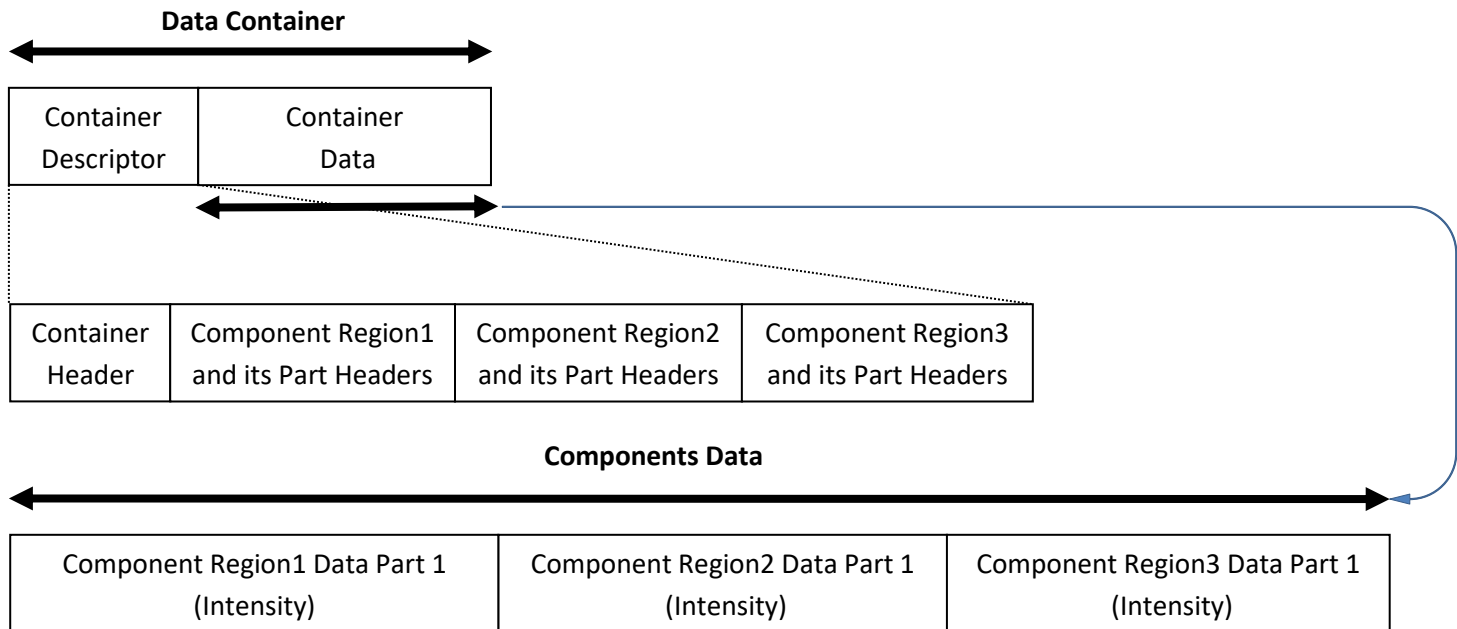 Data Container
Container
Descriptor
Container
Data
Container
Header
Component Region1
and its Part Headers
Component Region2
and its Part Headers
Component Region3
and its Part Headers
Components Data
Component Region1 Data Part 1
(Intensity)
Component Region2 Data Part 1
(Intensity)
Component Region3 Data Part 1
(Intensity)